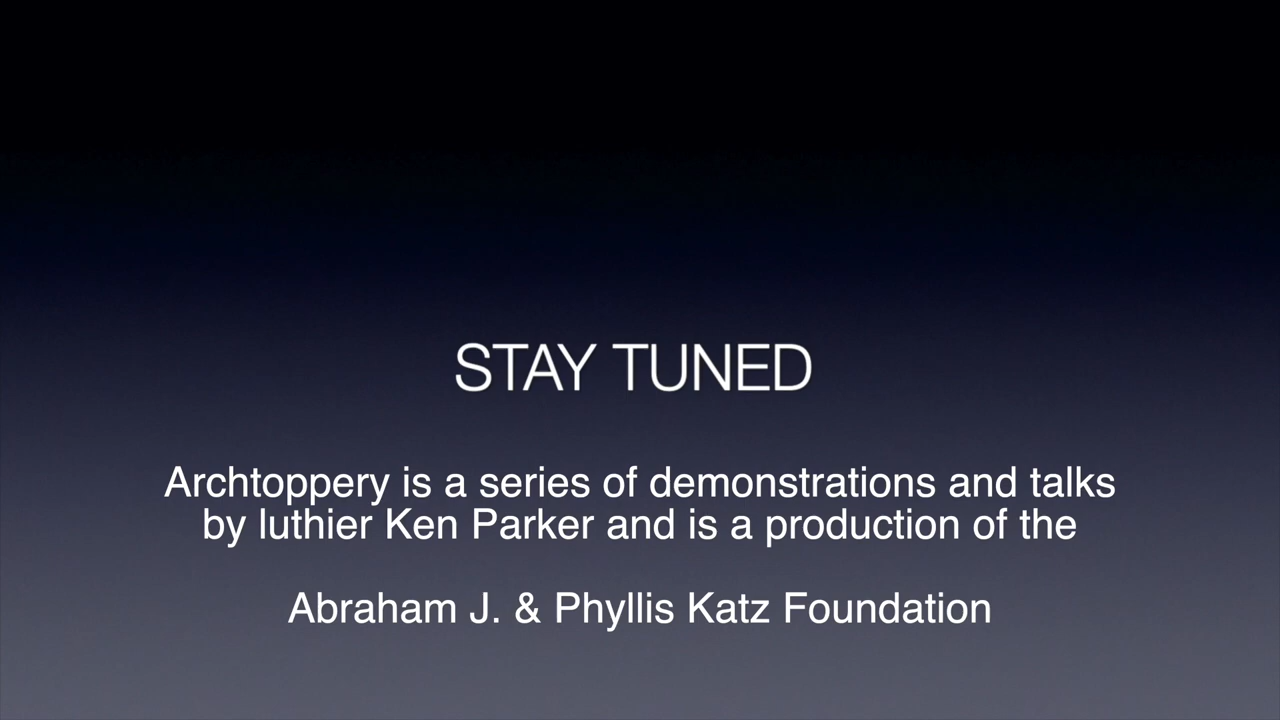 STAY TUNED
Archtoppery is a series of demonstrations and talks
by luthier Ken Parker and is a production of the
Abraham J. & Phyllis Katz Foundation